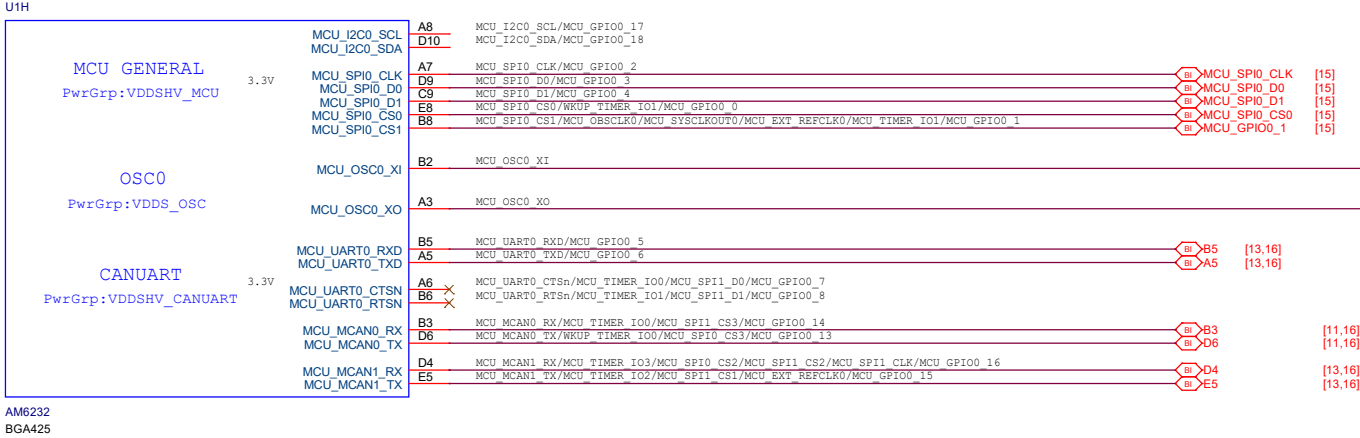 U1H
MCU_I2C0_SCL A8 MCU_I2C0_SCL/MCU_GPIO0_17
MCU_I2C0_SDA D10 MCU_I2C0_SDA/MCU_GPIO0_18
MCU GENERAL
PwrGrp:VDDSHV_MCU
3.3V
MCU_SPI0_CLK A7 MCU_SPI0_CLK/MCU_GPIO0_2 BI MCU_SPI0_CLK [15]
MCU_SPI0_D0 D9 MCU_SPI0_D0/MCU_GPIO0_3 BI MCU_SPI0_D0 [15]
MCU_SPI0_D1 C9 MCU_SPI0_D1/MCU_GPIO0_4 BI MCU_SPI0_D1 [15]
MCU_SPI0_CS0 E8 MCU_SPI0_CS0/WKUP_TIMER_IO1/MCU_GPIO0_0 BI MCU_SPI0_CS0 [15]
MCU_SPI0_CS1 B8 MCU_SPI0_CS1/MCU_OBSCLK0/MCU_SYSCLKOUT0/MCU_EXT_REFCLK0/MCU_TIMER_IO1/MCU_GPIO0_1 BI MCU_GPIO0_1 [15]
OSC0
PwrGrp:VDDS_OSC
MCU_OSC0_XI B2 MCU_OSC0_XI
MCU_OSC0_XO A3 MCU_OSC0_XO
CANUART
PwrGrp:VDDSHV_CANUART
3.3V
MCU_UART0_RXD B5 MCU_UART0_RXD/MCU_GPIO0_5 BI B5 [13,16]
MCU_UART0_TXD A5 MCU_UART0_TXD/MCU_GPIO0_6 BI A5 [13,16]
MCU_UART0_CTSN A6 MCU_UART0_CTSn/MCU_TIMER_IO0/MCU_SPI1_D0/MCU_GPIO0_7
MCU_UART0_RTSN B6 MCU_UART0_RTSn/MCU_TIMER_IO1/MCU_SPI1_D1/MCU_GPIO0_8
MCU_MCAN0_RX B3 MCU_MCAN0_RX/MCU_TIMER_IO0/MCU_SPI1_CS3/MCU_GPIO0_14 BI B3 [11,16]
MCU_MCAN0_TX D6 MCU_MCAN0_TX/WKUP_TIMER_IO0/MCU_SPI0_CS3/MCU_GPIO0_13 BI D6 [11,16]
MCU_MCAN1_RX D4 MCU_MCAN1_RX/MCU_TIMER_IO3/MCU_SPI0_CS2/MCU_SPI1_CS2/MCU_SPI1_CLK/MCU_GPIO0_16 BI D4 [13,16]
MCU_MCAN1_TX E5 MCU_MCAN1_TX/MCU_TIMER_IO2/MCU_SPI1_CS1/MCU_EXT_REFCLK0/MCU_GPIO0_15 BI E5 [13,16]
AM6232
BGA425